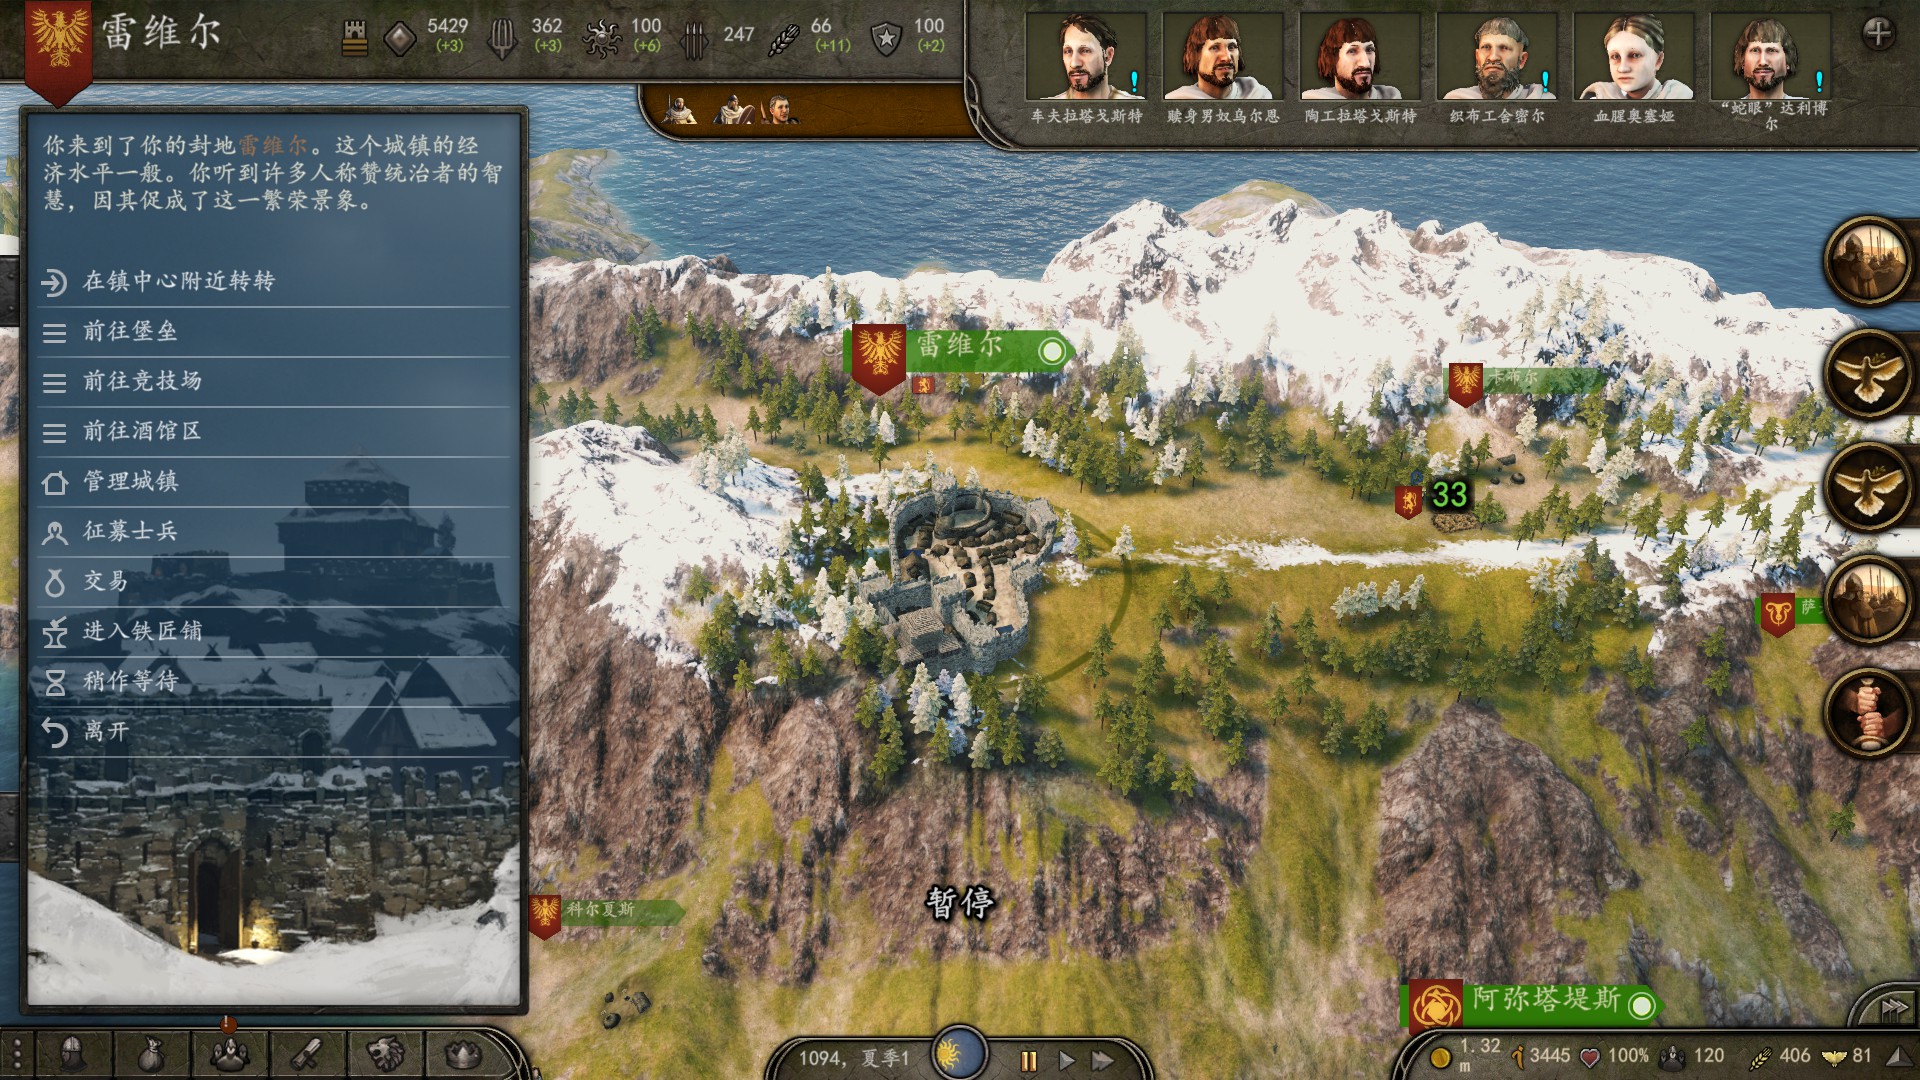 雷维尔
5429 (+3)
362 (+3)
100 (+6)
247
66 (+11)
100 (+2)
车夫拉塔戈斯特
赎身男奴乌尔恩
陶工拉塔戈斯特
织布工舍密尔
血腥奥塞娅
“蛇眼”达利博
尔
你来到了你的封地雷维尔。这个城镇的经
济水平一般。你听到许多人称赞统治者的智
慧，因其促成了这一繁荣景象。
在镇中心附近转转
前往堡垒
前往竞技场
前往酒馆区
管理城镇
征募士兵
交易
进入铁匠铺
稍作等待
离开
雷维尔
33
萨
科尔夏斯
暂停
阿弥塔堤斯
1094，夏季1
1.32
m
3445
100%
120
406
81